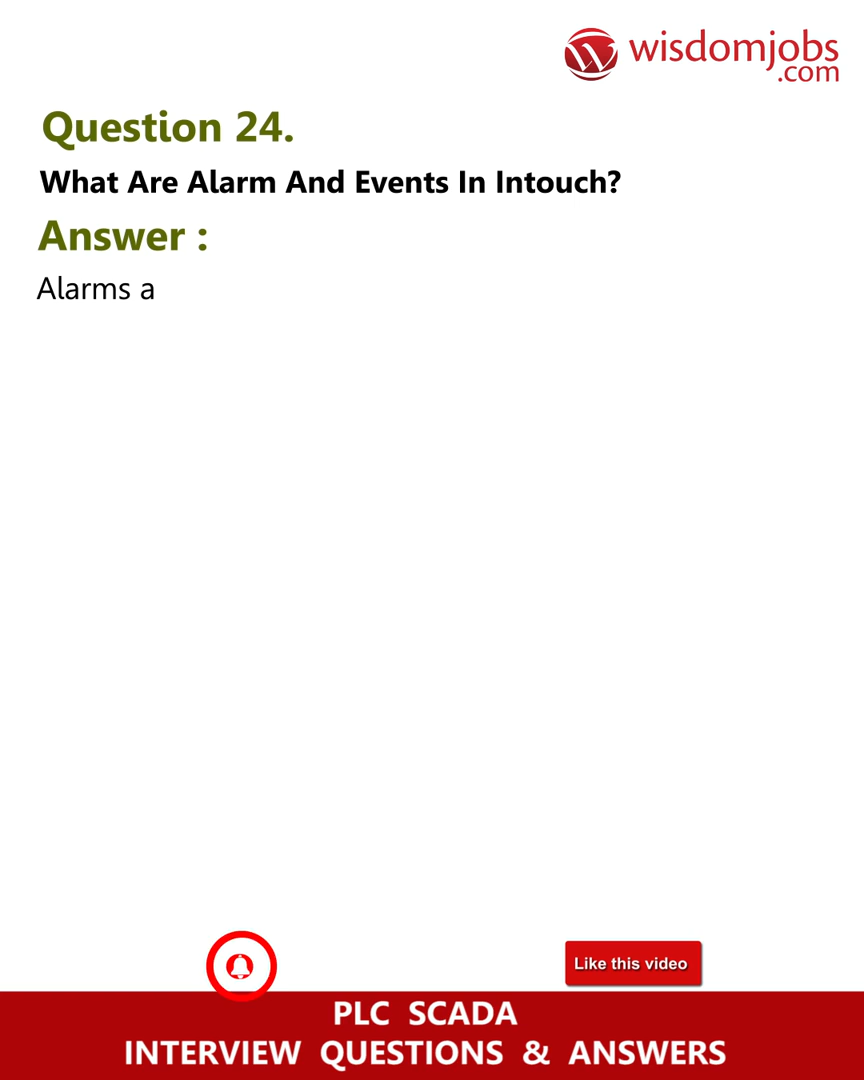 wisdomjobs
.com
Question 24.
What Are Alarm And Events In Intouch?
Answer :
Alarms a
Like this video
PLC SCADA
INTERVIEW QUESTIONS & ANSWERS